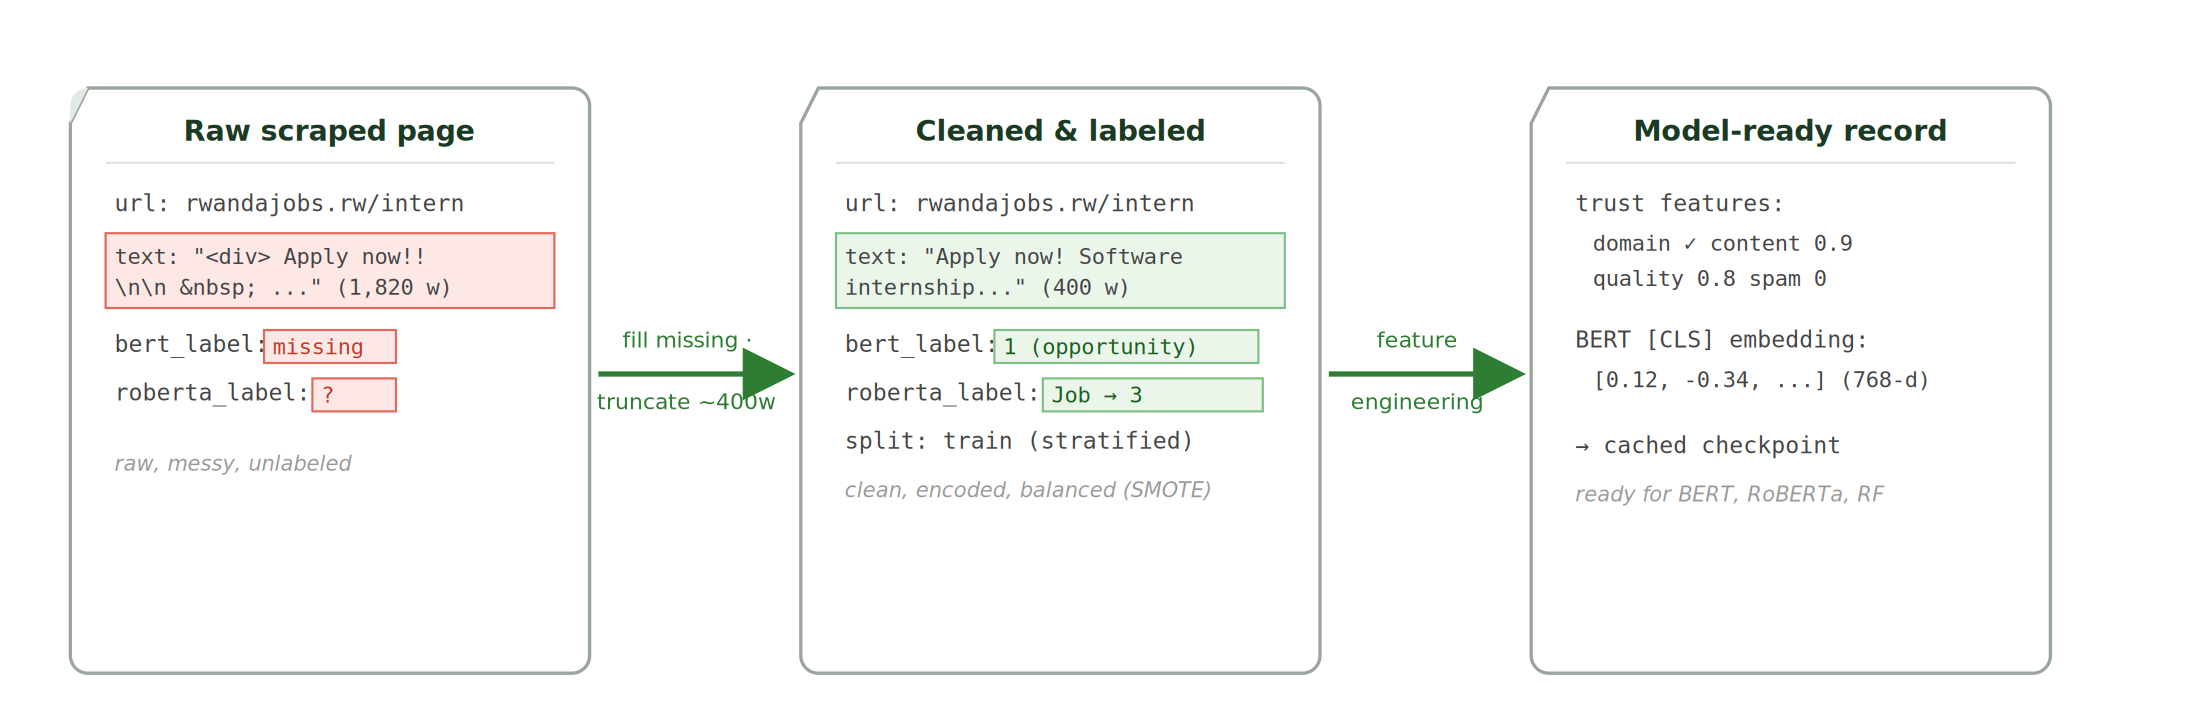 Raw scraped page
url: rwandajobs.rw/intern
text: "<div> Apply now!!
\n\n &nbsp; ..." (1,820 w)
bert_label: missing
roberta_label: ?
raw, messy, unlabeled
fill missing ·
truncate ~400w
Cleaned & labeled
url: rwandajobs.rw/intern
text: "Apply now! Software
internship..." (400 w)
bert_label: 1 (opportunity)
roberta_label: Job → 3
split: train (stratified)
clean, encoded, balanced (SMOTE)
feature
engineering
Model-ready record
trust features:
domain ✓ content 0.9
quality 0.8 spam 0
BERT [CLS] embedding:
[0.12, -0.34, ...] (768-d)
→ cached checkpoint
ready for BERT, RoBERTa, RF